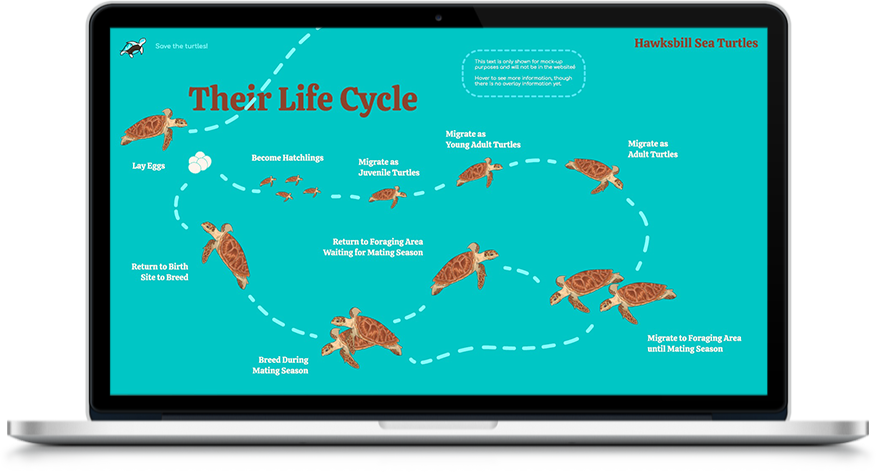 Save the turtles!
Hawksbill Sea Turtles
This text is only shown for mock-up
purposes and will not be in the website!
Hover to see more information, though
there is no overlay information yet.
Their Life Cycle
Lay Eggs
Become Hatchlings
Migrate as
Juvenile Turtles
Migrate as
Young Adult Turtles
Migrate as
Adult Turtles
Return to Birth
Site to Breed
Return to Foraging Area
Waiting for Mating Season
Breed During
Mating Season
Migrate to Foraging Area
until Mating Season